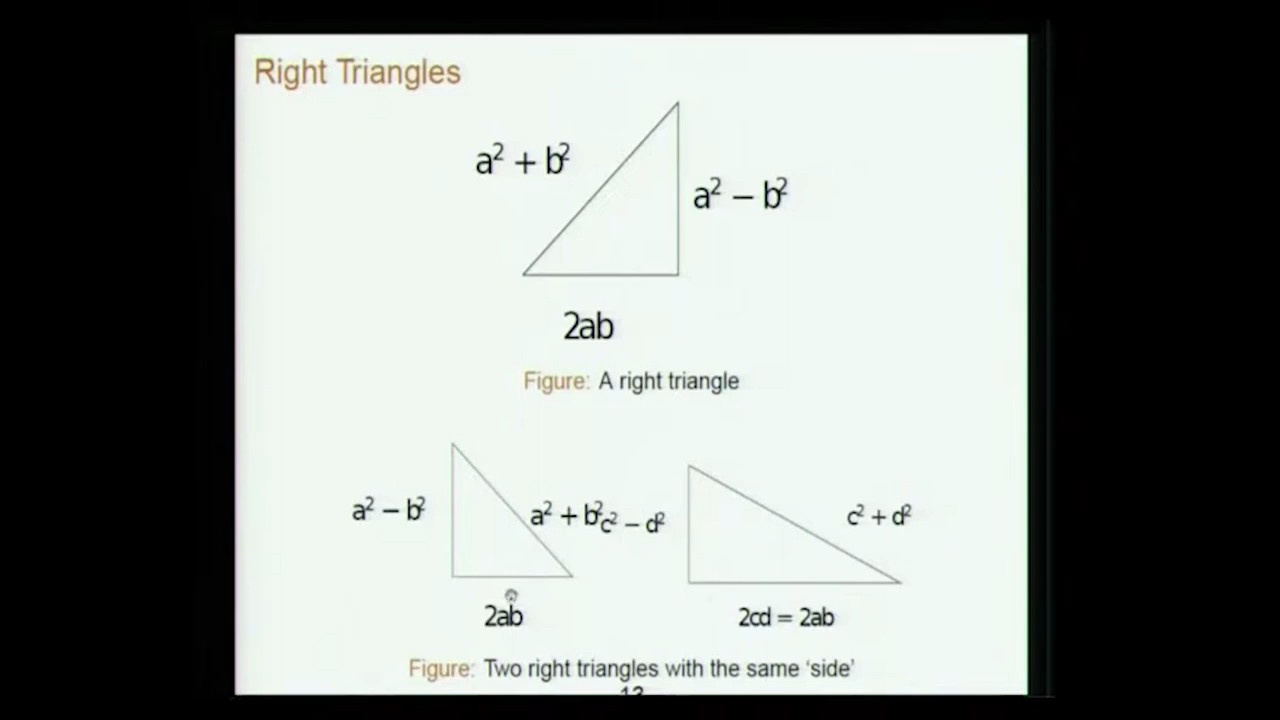 Right Triangles
a² + b²
a² − b²
2ab
Figure: A right triangle
a² − b²
a² + b²
2ab
c² − d²
c² + d²
2cd = 2ab
Figure: Two right triangles with the same ‘side’
13